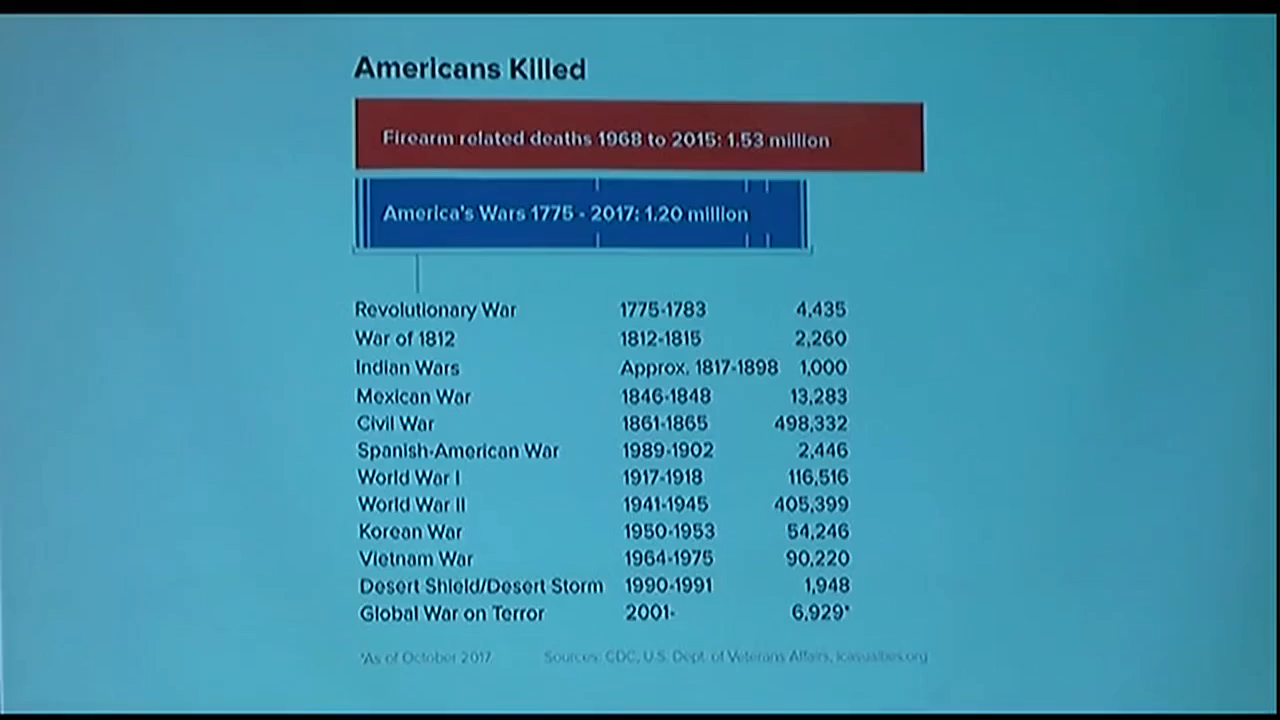 Americans Killed
Firearm related deaths 1968 to 2015: 1.53 million
America's Wars 1775 - 2017: 1.20 million
Revolutionary War 1775-1783 4,435
War of 1812 1812-1815 2,260
Indian Wars Approx. 1817-1898 1,000
Mexican War 1846-1848 13,283
Civil War 1861-1865 498,332
Spanish-American War 1989-1902 2,446
World War I 1917-1918 116,516
World War II 1941-1945 405,399
Korean War 1950-1953 54,246
Vietnam War 1964-1975 90,220
Desert Shield/Desert Storm 1990-1991 1,948
Global War on Terror 2001- 6,929*
*As of October 2017 Sources: CDC, U.S. Dept. of Veterans Affairs, icasualties.org